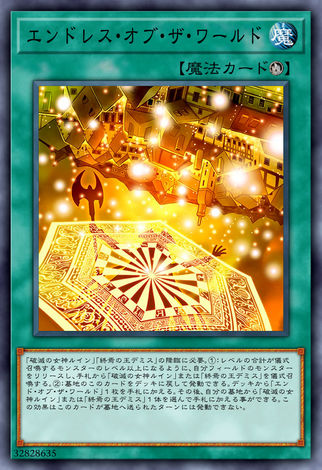 エンドレス・オブ・ザ・ワールド 魔
【魔法カード】
「破滅の女神ルイン」「終焉の王デミス」の降臨に必要。①：レベルの合計が儀式
召喚するモンスターのレベル以上になるように、自分フィールドのモンスター
をリリースし、手札から「破滅の女神ルイン」または「終焉の王デミス」を儀式召
喚する。②：墓地のこのカードをデッキに戻して発動できる。デッキから「エン
ド・オブ・ザ・ワールド」１枚を手札に加える。その後、自分の墓地から「破滅の女
神ルイン」または「終焉の王デミス」１体を選んで手札に加える事ができる。こ
の効果はこのカードが墓地へ送られたターンには発動できない。
32828635